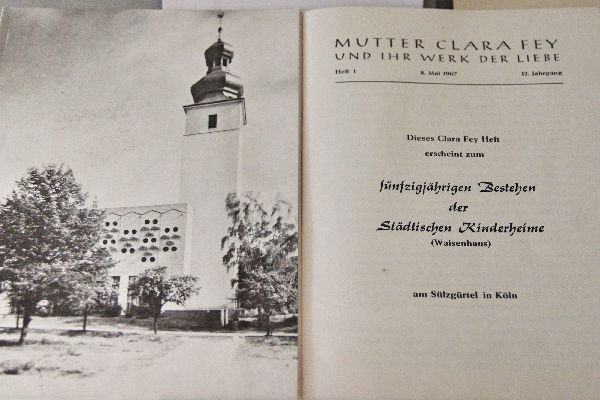 MUTTER CLARA FEY
UND IHR WERK DER LIEBE
Heft 1 8. Mai 1967 12. Jahrgang
Dieses Clara Fey Heft
erscheint zum
fünfzigjährigen Bestehen
der
Städtischen Kinderheime
(Waisenhaus)
am Sülzgürtel in Köln